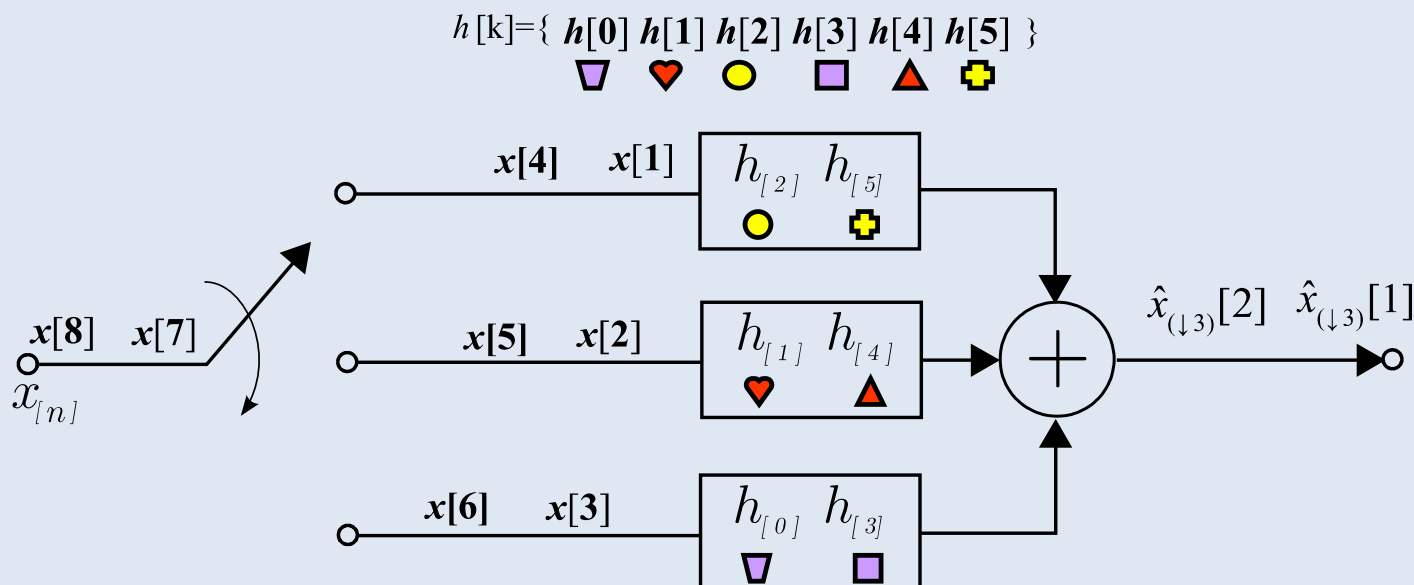 h[k]={ h[0] h[1] h[2] h[3] h[4] h[5] }
x[4] x[1] h[2] h[5]
x[8] x[7] x[5] x[2] h[1] h[4] x̂(↓3)[2] x̂(↓3)[1]
x[n]
x[6] x[3] h[0] h[3]